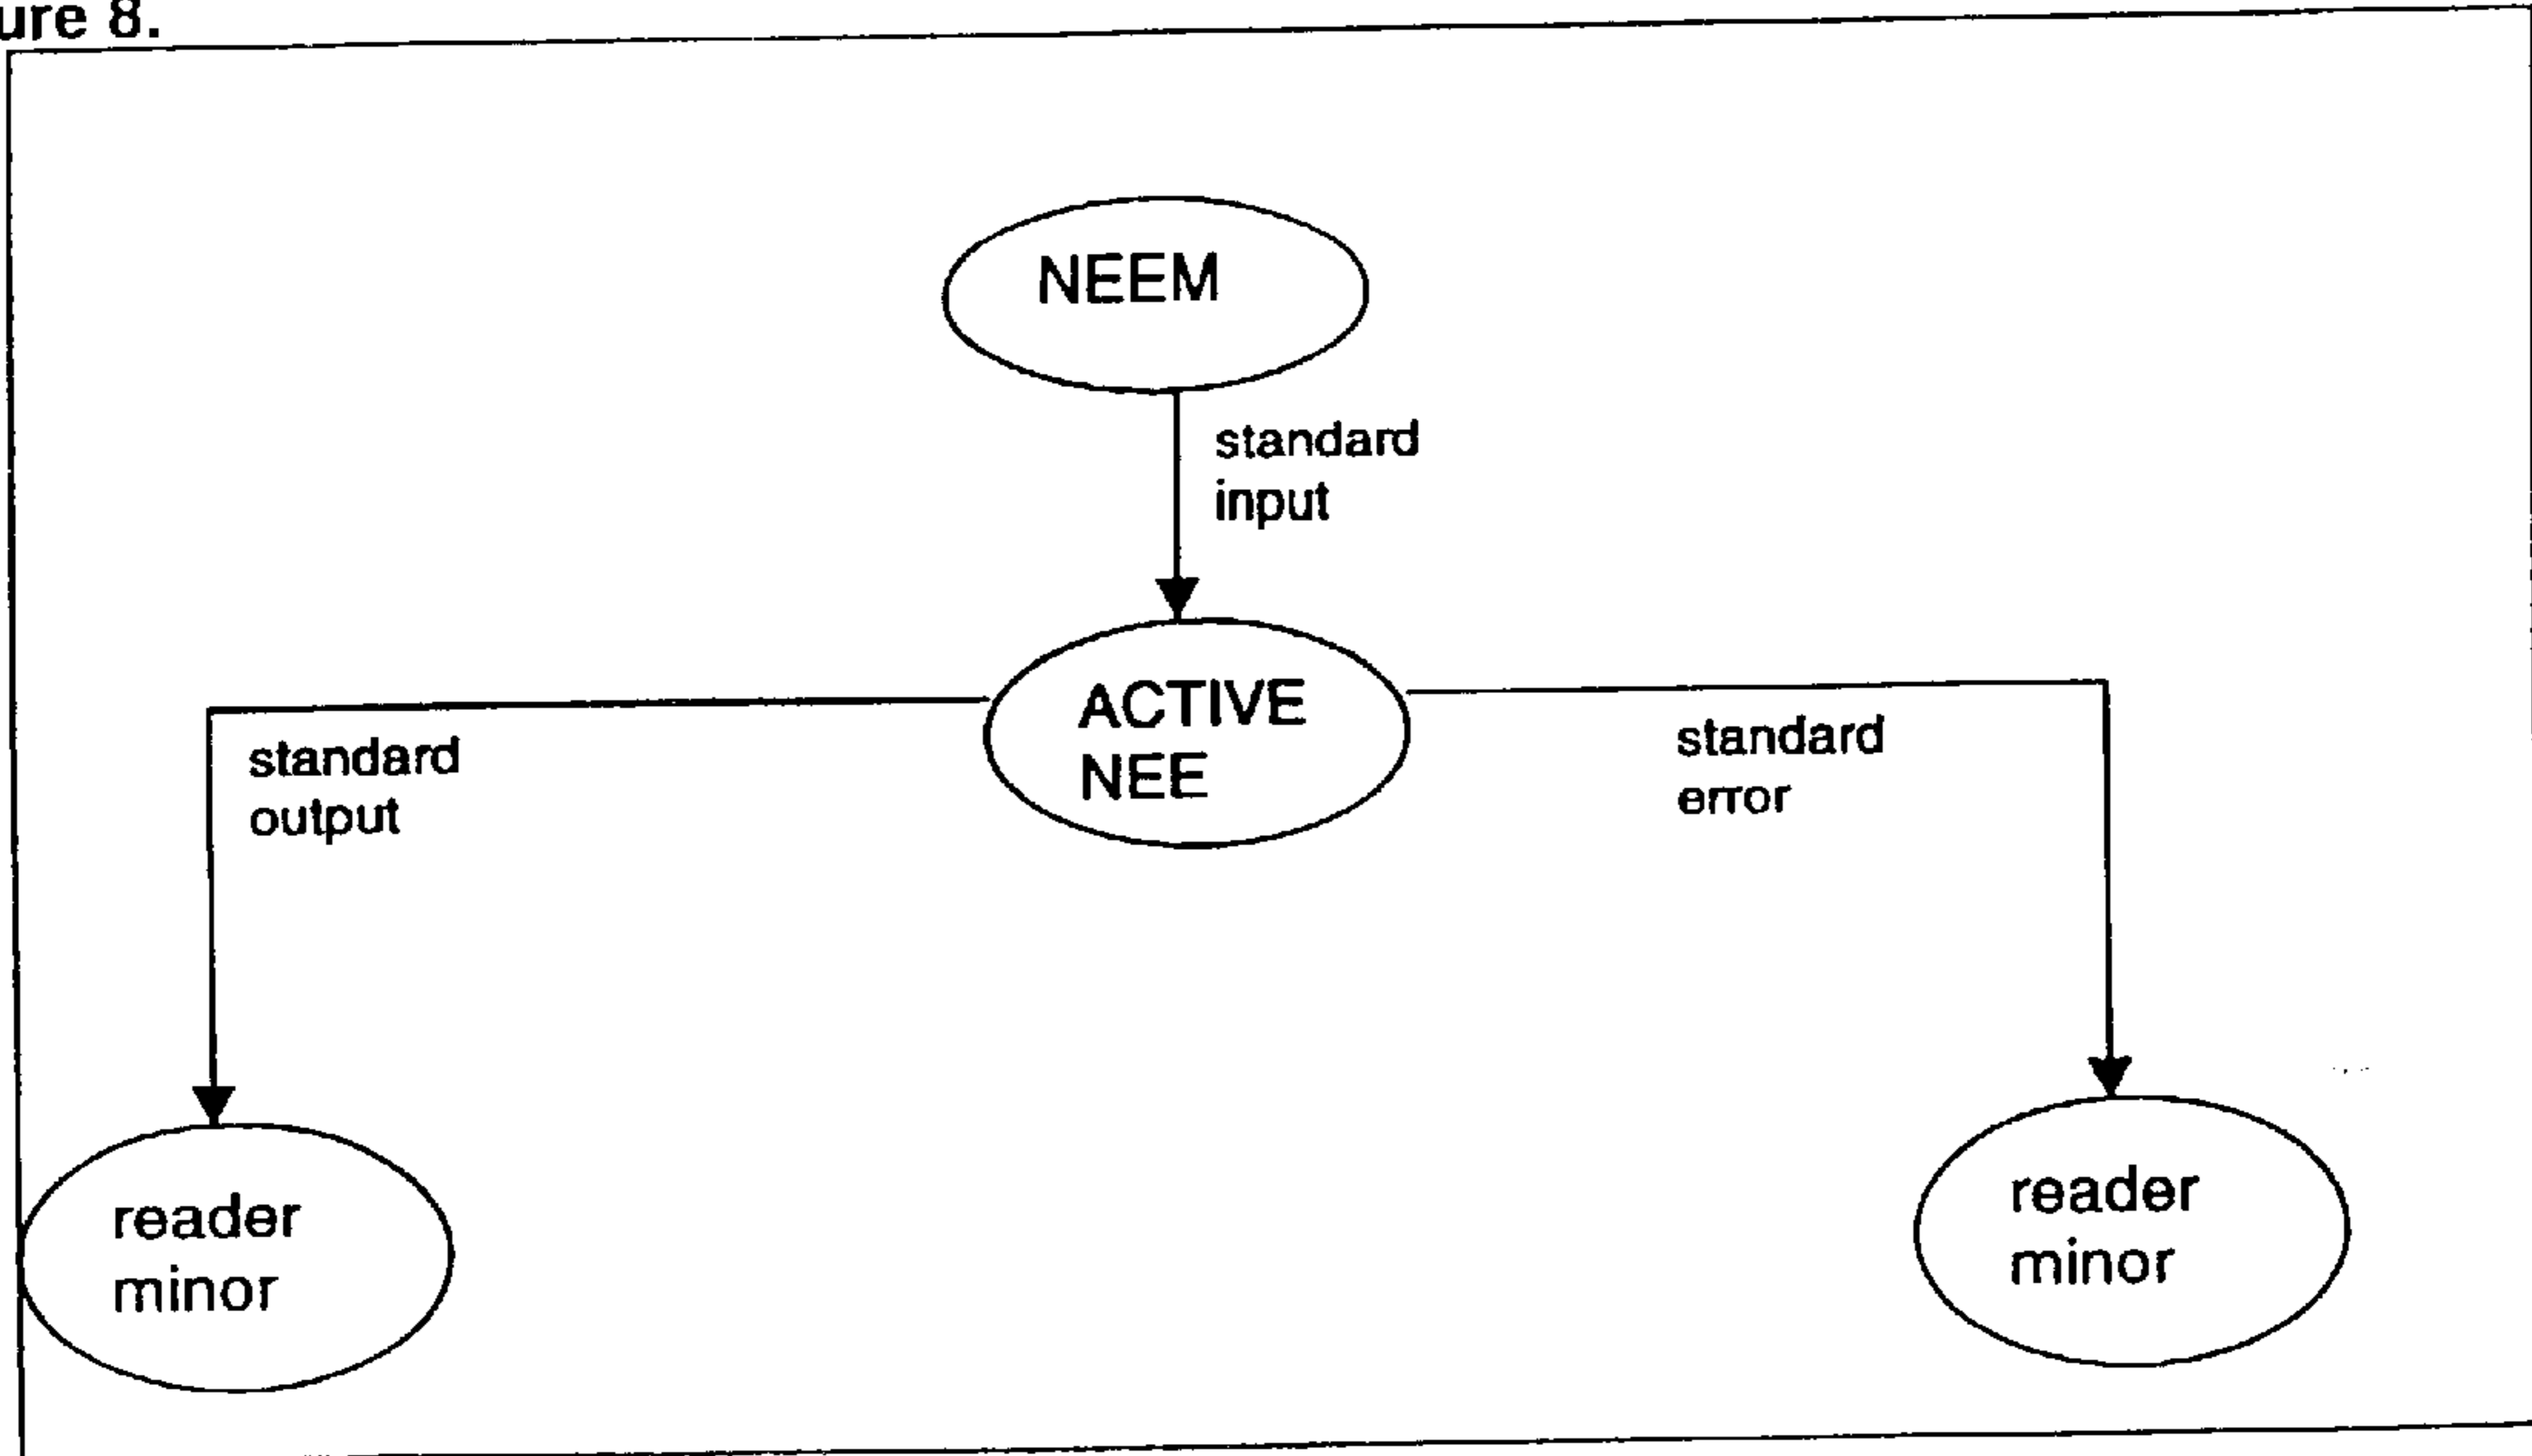 ure 8.
NEEM
standard
input
ACTIVE
NEE
standard
output
standard
error
reader
minor
reader
minor